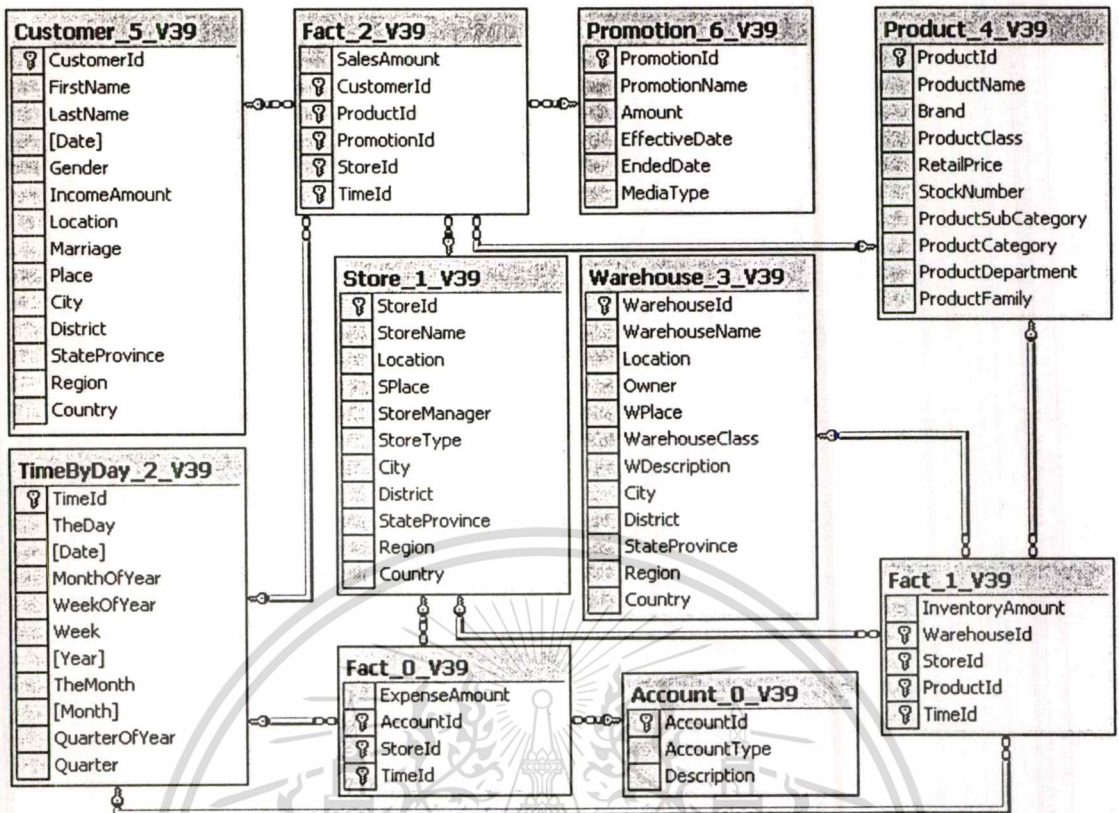 Customer_5_V39
CustomerId
FirstName
LastName
[Date]
Gender
IncomeAmount
Location
Marriage
Place
City
District
StateProvince
Region
Country
Fact_2_V39
SalesAmount
CustomerId
ProductId
PromotionId
StoreId
TimeId
Promotion_6_V39
PromotionId
PromotionName
Amount
EffectiveDate
EndedDate
MediaType
Product_4_V39
ProductId
ProductName
Brand
ProductClass
RetailPrice
StockNumber
ProductSubCategory
ProductCategory
ProductDepartment
ProductFamily
Store_1_V39
StoreId
StoreName
Location
SPlace
StoreManager
StoreType
City
District
StateProvince
Region
Country
Warehouse_3_V39
WarehouseId
WarehouseName
Location
Owner
WPlace
WarehouseClass
WDescription
City
District
StateProvince
Region
Country
TimeByDay_2_V39
TimeId
TheDay
[Date]
MonthOfYear
WeekOfYear
Week
[Year]
TheMonth
[Month]
QuarterOfYear
Quarter
Fact_0_V39
ExpenseAmount
AccountId
StoreId
TimeId
Account_0_V39
AccountId
AccountType
Description
Fact_1_V39
InventoryAmount
WarehouseId
StoreId
ProductId
TimeId